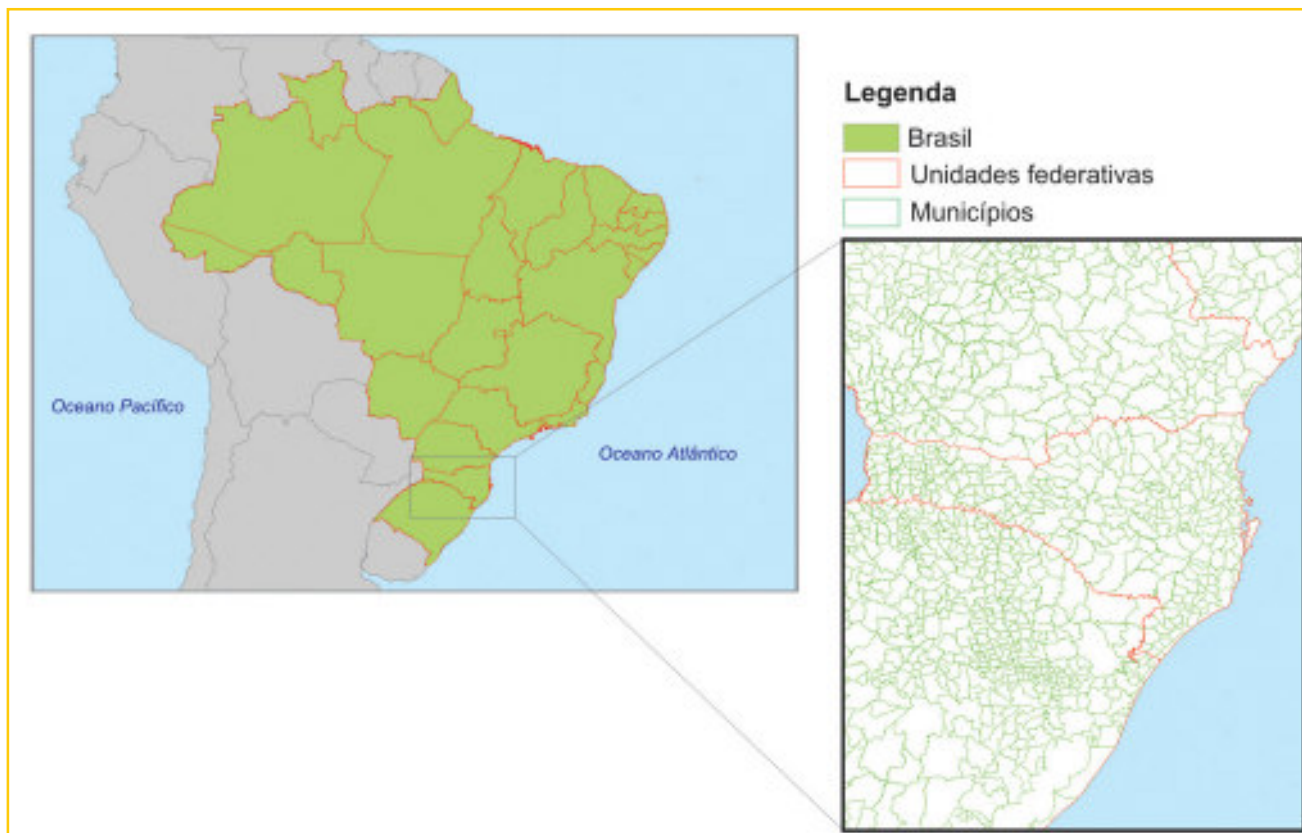 Legenda
Brasil
Unidades federativas
Municípios
Oceano Pacífico
Oceano Atlântico